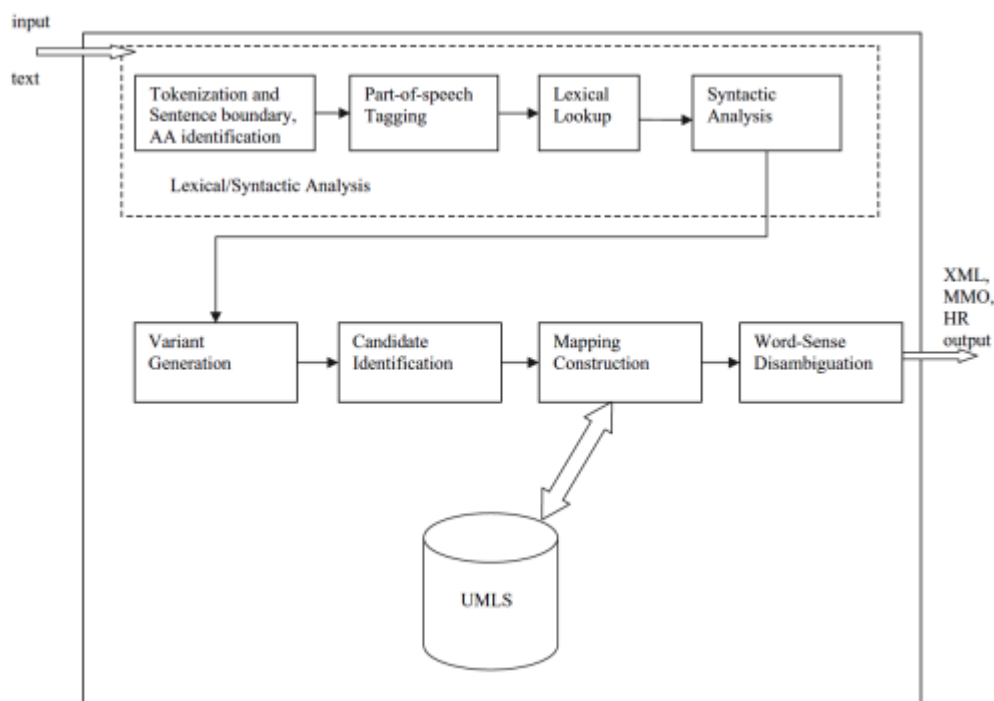 input
text
Tokenization and
Sentence boundary,
AA identification
Part-of-speech
Tagging
Lexical
Lookup
Syntactic
Analysis
Lexical/Syntactic Analysis
Variant
Generation
Candidate
Identification
Mapping
Construction
Word-Sense
Disambiguation
XML,
MMO,
HR
output
UMLS